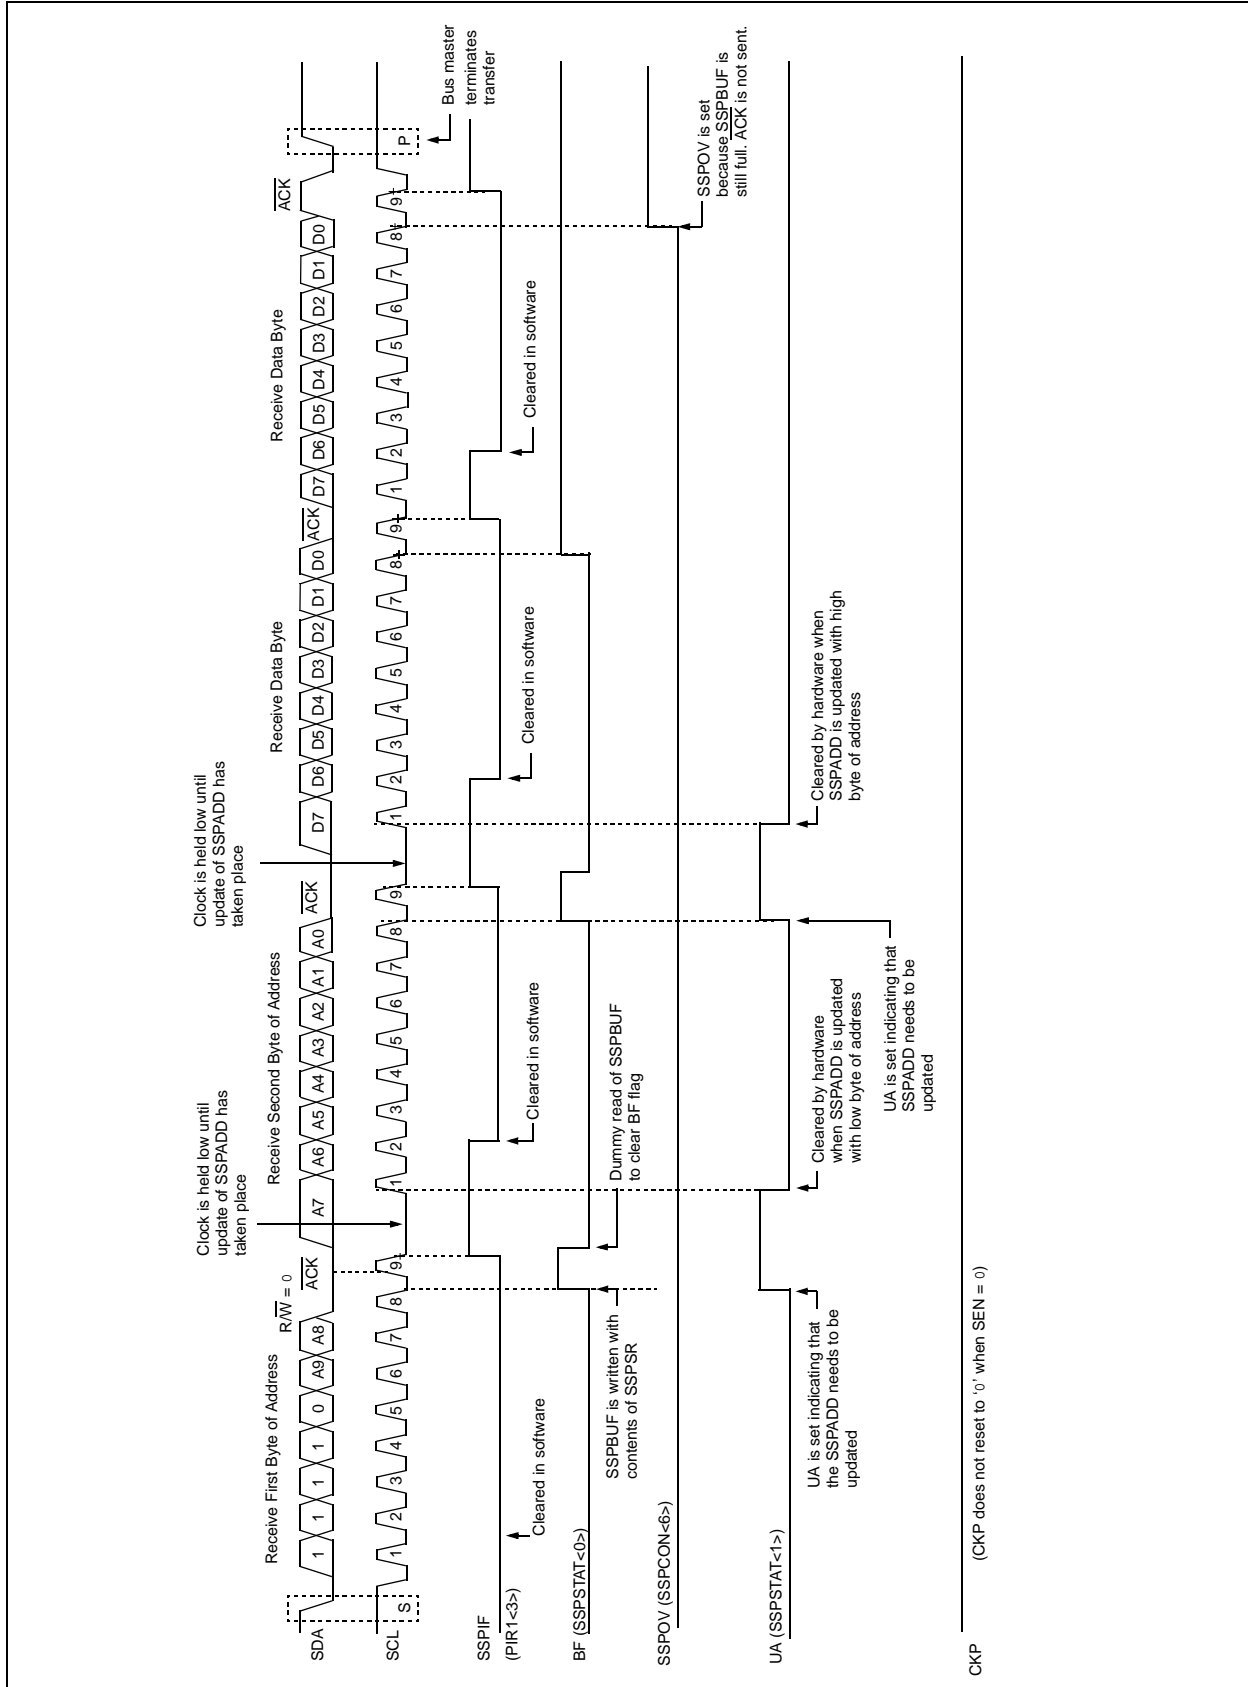 Receive First Byte of Address
R/W = 0
Clock is held low until
update of SSPADD has
taken place
Receive Second Byte of Address
Clock is held low until
update of SSPADD has
taken place
Receive Data Byte
Receive Data Byte
SDA
1 1 1 1 0 A9 A8 ACK A7 A6 A5 A4 A3 A2 A1 A0 ACK D7 D6 D5 D4 D3 D2 D1 D0 ACK D7 D6 D5 D4 D3 D2 D1 D0 ACK
SCL
S 1 2 3 4 5 6 7 8 9 1 2 3 4 5 6 7 8 9 1 2 3 4 5 6 7 8 9 1 2 3 4 5 6 7 8 9 P
Bus master
terminates
transfer
SSPIF
(PIR1<3>)
Cleared in software
Cleared in software
Cleared in software
Cleared in software
BF (SSPSTAT<0>)
SSPBUF is written with
contents of SSPSR
Dummy read of SSPBUF
to clear BF flag
SSPOV (SSPCON<6>)
SSPOV is set
because SSPBUF is
still full. ACK is not sent.
UA (SSPSTAT<1>)
UA is set indicating that
the SSPADD needs to be
updated
Cleared by hardware
when SSPADD is updated
with low byte of address
UA is set indicating that
SSPADD needs to be
updated
Cleared by hardware when
SSPADD is updated with high
byte of address
CKP
(CKP does not reset to ‘0’ when SEN = 0)